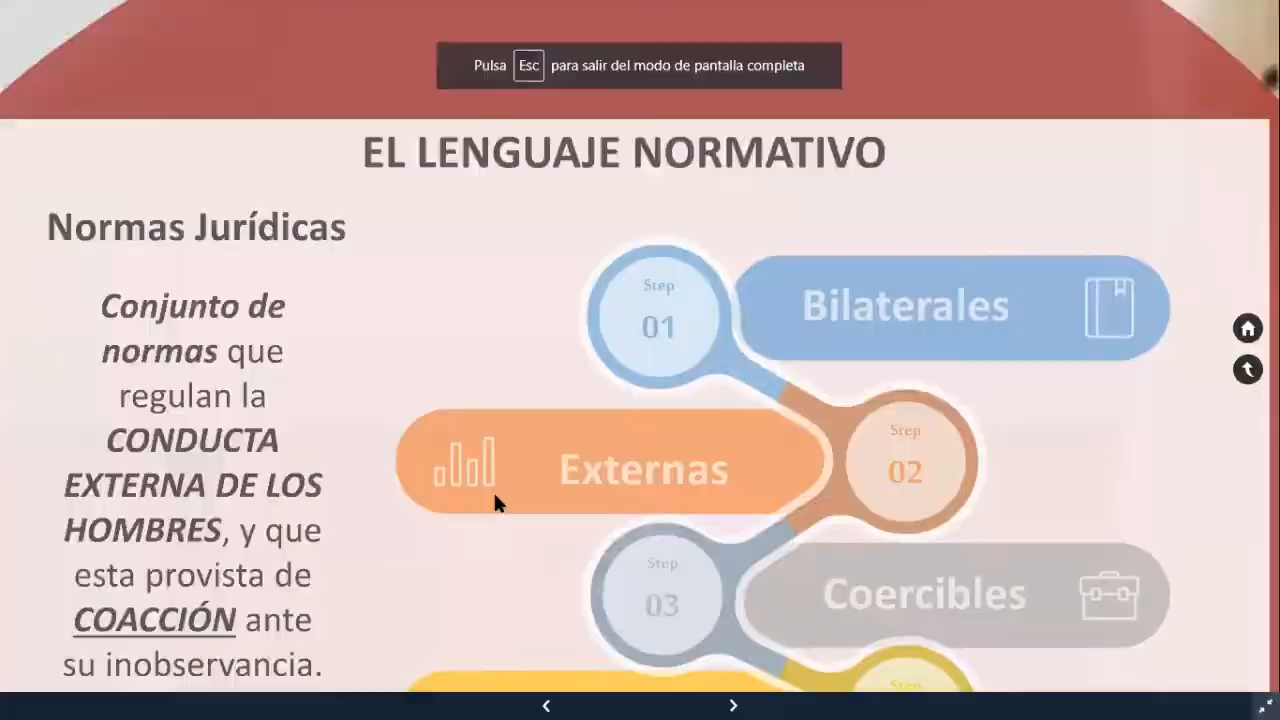 Pulsa Esc para salir del modo de pantalla completa
EL LENGUAJE NORMATIVO
Normas Jurídicas
Conjunto de
normas que
regulan la
CONDUCTA
EXTERNA DE LOS
HOMBRES, y que
esta provista de
COACCIÓN ante
su inobservancia.
Step
01
Bilaterales
Step
02
Externas
Step
03
Coercibles
Step